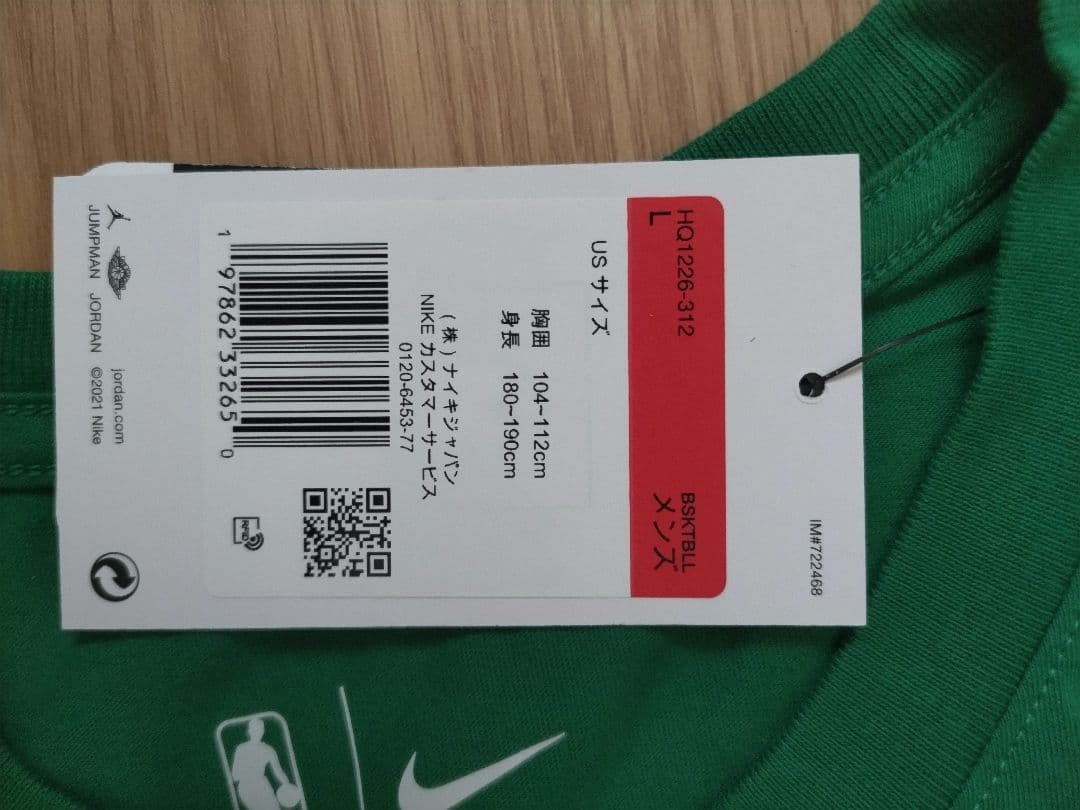 IM#722468
HQ1226-312
BSKTBLL
L
メンズ
US サイズ
胸囲 104~112cm
身長 180~190cm
(株)ナイキジャパン
NIKE カスタマーサービス
0120-6453-77
1 97862 33265 0
RFID
jordan.com
JUMPMAN JORDAN ©2021 Nike